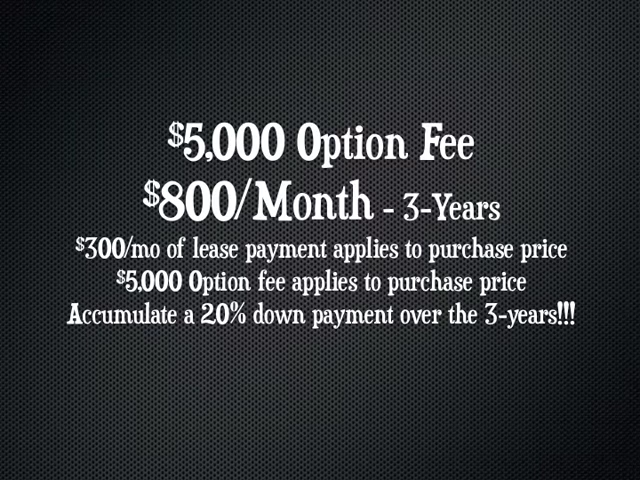 $5,000 Option Fee
$800/Month - 3-Years
$300/mo of lease payment applies to purchase price
$5,000 Option fee applies to purchase price
Accumulate a 20% down payment over the 3-years!!!